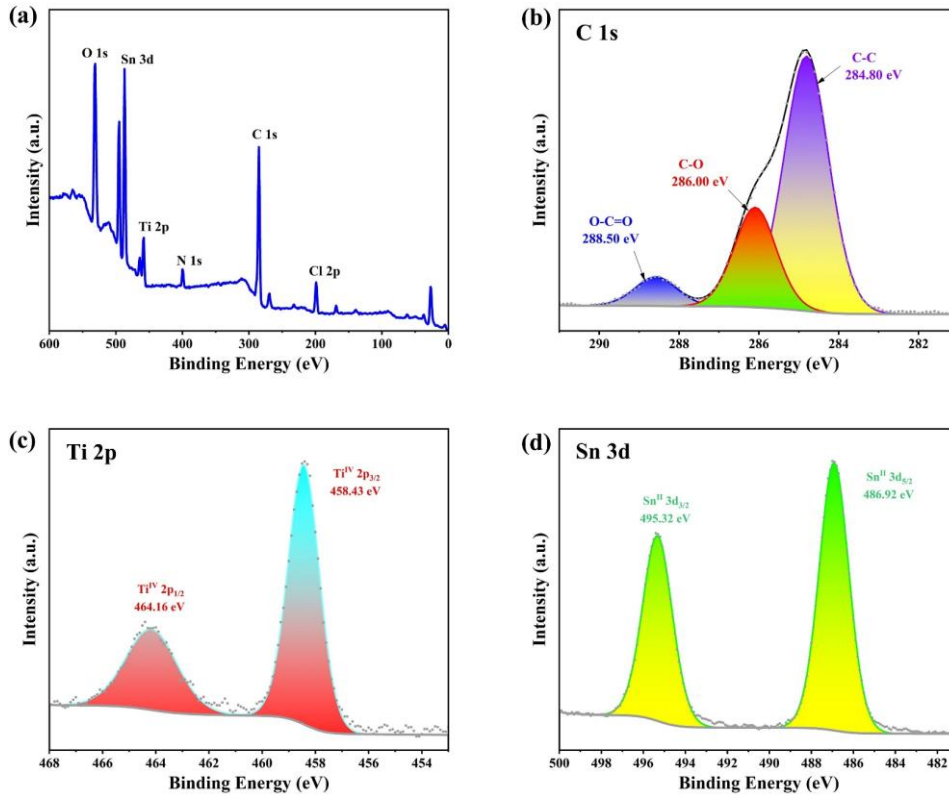 (a)
O 1s
Sn 3d
Ti 2p
N 1s
C 1s
Cl 2p
Intensity (a.u.)
600 500 400 300 200 100 0
Binding Energy (eV)
(b)
C 1s
C-C
284.80 eV
C-O
286.00 eV
O-C=O
288.50 eV
Intensity (a.u.)
290 288 286 284 282
Binding Energy (eV)
(c)
Ti 2p
Ti^IV 2p_3/2
458.43 eV
Ti^IV 2p_1/2
464.16 eV
Intensity (a.u.)
468 466 464 462 460 458 456 454
Binding Energy (eV)
(d)
Sn 3d
Sn^II 3d_5/2
486.92 eV
Sn^II 3d_3/2
495.32 eV
Intensity (a.u.)
500 498 496 494 492 490 488 486 484 482
Binding Energy (eV)